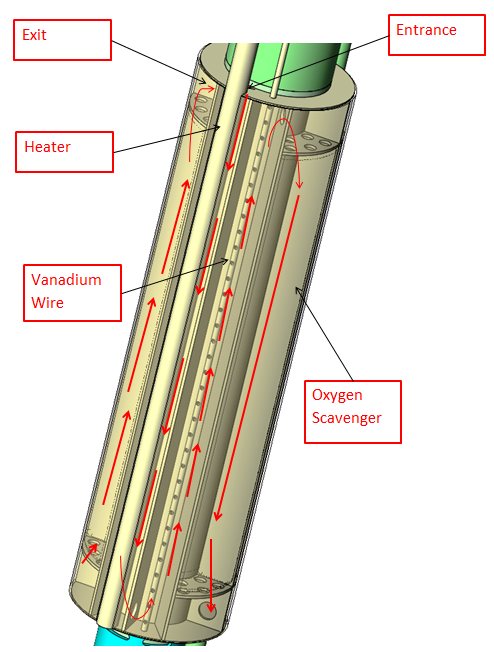 Exit
Entrance
Heater
Vanadium
Wire
Oxygen
Scavenger